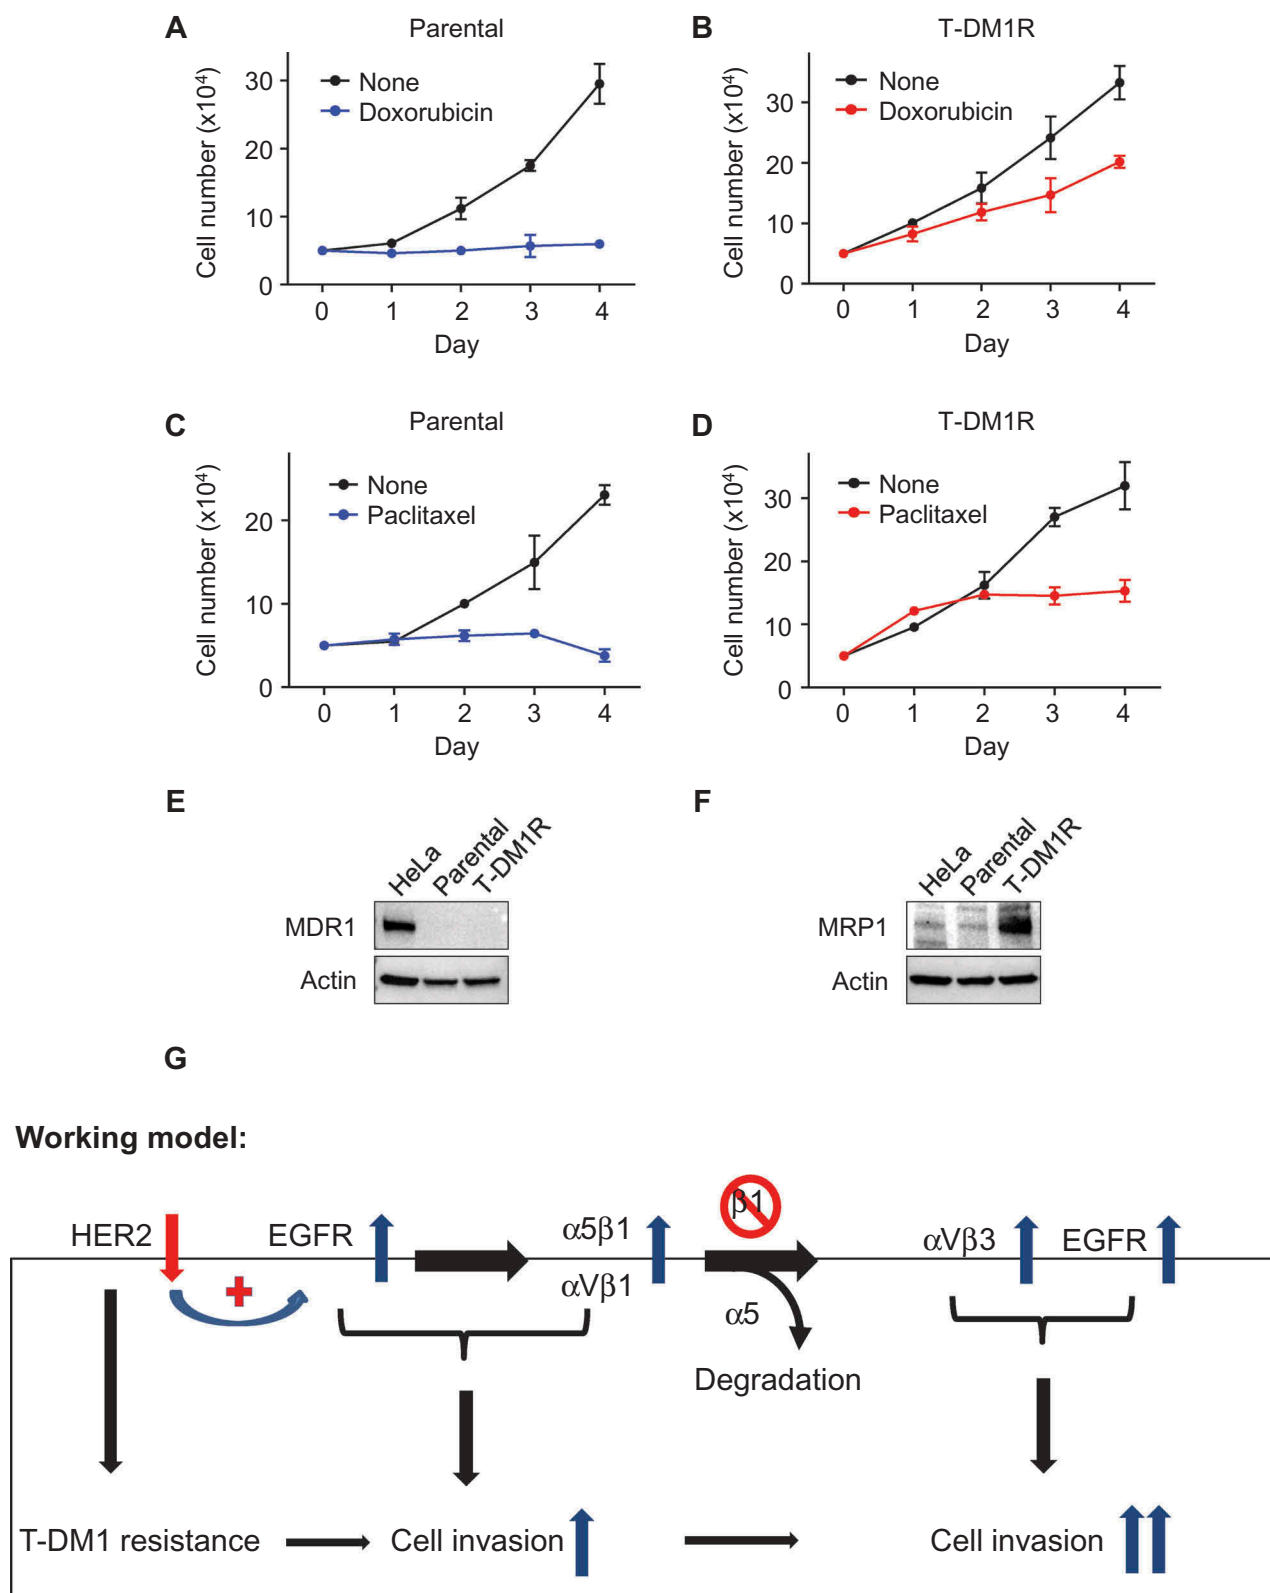 A
Parental
Cell number (x10⁴)
None
Doxorubicin
30
20
10
0
0 1 2 3 4
Day
B
T-DM1R
Cell number (x10⁴)
None
Doxorubicin
30
20
10
0
0 1 2 3 4
Day
C
Parental
Cell number (x10⁴)
None
Paclitaxel
20
10
0
0 1 2 3 4
Day
D
T-DM1R
Cell number (x10⁴)
None
Paclitaxel
30
20
10
0
0 1 2 3 4
Day
E
HeLa Parental T-DM1R
MDR1
Actin
F
HeLa Parental T-DM1R
MRP1
Actin
G
Working model:
HER2
+
EGFR
α5β1
αVβ1
β1
α5
Degradation
αVβ3
EGFR
T-DM1 resistance
Cell invasion
Cell invasion